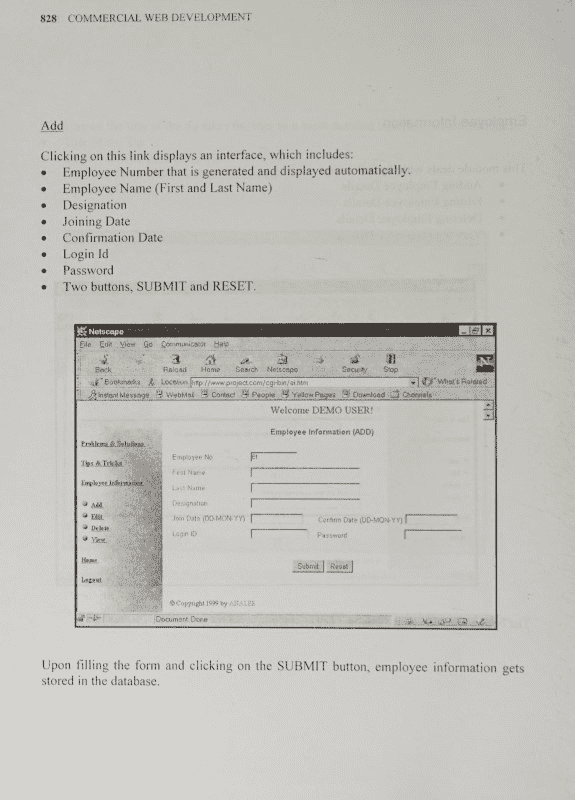 828 COMMERCIAL WEB DEVELOPMENT
Add
Clicking on this link displays an interface, which includes:
• Employee Number that is generated and displayed automatically.
• Employee Name (First and Last Name)
• Designation
• Joining Date
• Confirmation Date
• Login Id
• Password
• Two buttons, SUBMIT and RESET.
Netscape
File Edit View Go Communicator Help
Back Reload Home Search Netscape Security Stop
Bookmarks Location: http://www.project.com/cgi-bin/ei.htm What's Related
Instant Message WebMail Contact People Yellow Pages Download Channels
Welcome DEMO USER!
Employee Information (ADD)
Problems & Solutions
Tips & Tricks
Employee Information
Add
Edit
Delete
View
Home
Logout
Employee No
First Name
Last Name
Designation
Join Date (DD-MON-YY) Confirm Date (DD-MON-YY)
Login ID Password
Submit Reset
© Copyright 1999 by
Document Done
Upon filling the form and clicking on the SUBMIT button, employee information gets
stored in the database.